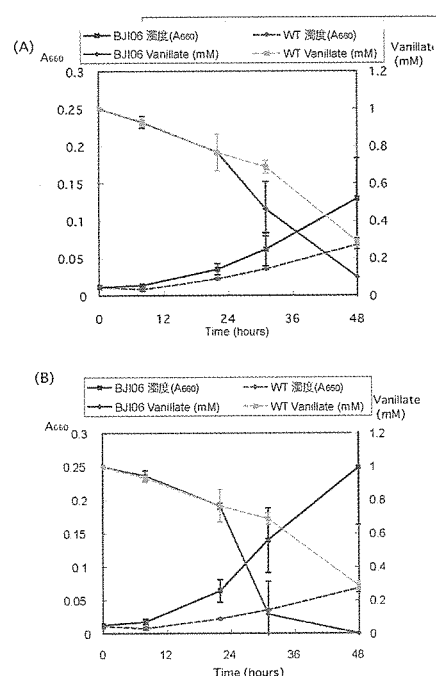 (A)
BJI06 濁度(A₆₆₀) WT 濁度(A₆₆₀)
BJI06 Vanillate (mM) WT Vanillate (mM)
A₆₆₀
Vanillate
(mM)
0.3
0.25
0.2
0.15
0.1
0.05
0
1.2
1
0.8
0.6
0.4
0.2
0
0 12 24 36 48
Time (hours)
(B)
BJI06 濁度(A₆₆₀) WT 濁度(A₆₆₀)
BJI06 Vanillate (mM) WT Vanillate (mM)
A₆₆₀
Vanillate
(mM)
0.3
0.25
0.2
0.15
0.1
0.05
0
1.2
1
0.8
0.6
0.4
0.2
0
0 12 24 36 48
Time (hours)